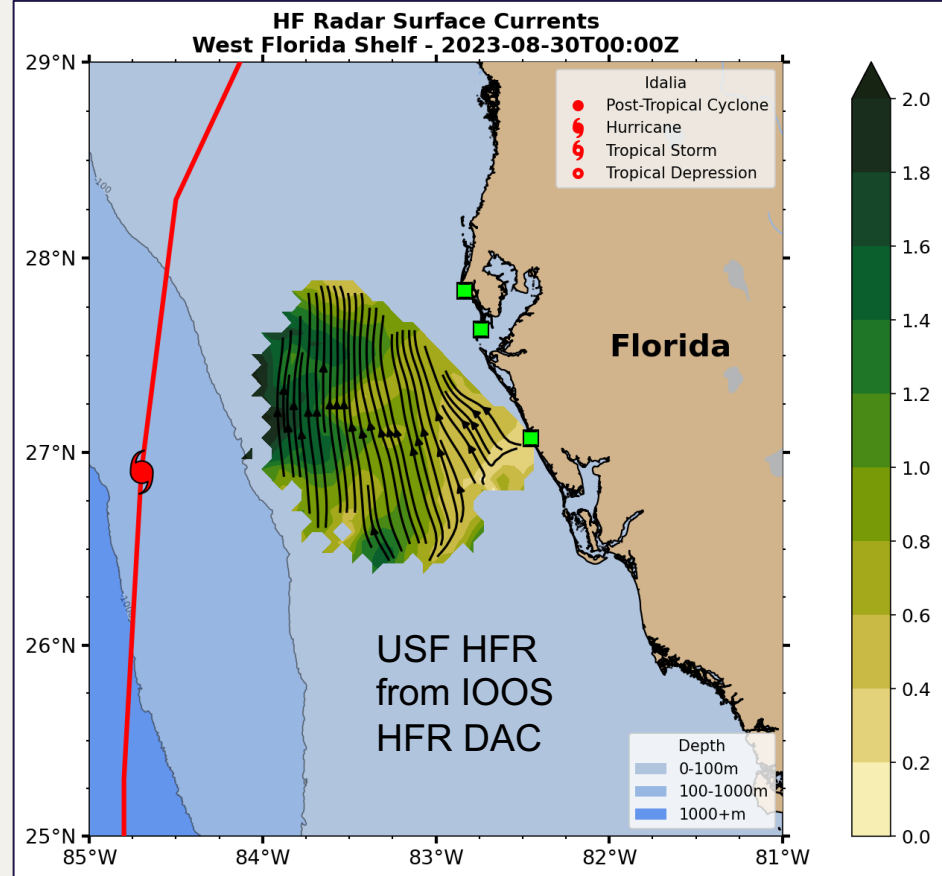 HF Radar Surface Currents
West Florida Shelf - 2023-08-30T00:00Z
29°N
28°N
27°N
26°N
25°N
85°W
84°W
83°W
82°W
81°W
Idalia
Post-Tropical Cyclone
Hurricane
Tropical Storm
Tropical Depression
-100
Florida
USF HFR
from IOOS
HFR DAC
Depth
0-100m
100-1000m
1000+m
2.0
1.8
1.6
1.4
1.2
1.0
0.8
0.6
0.4
0.2
0.0